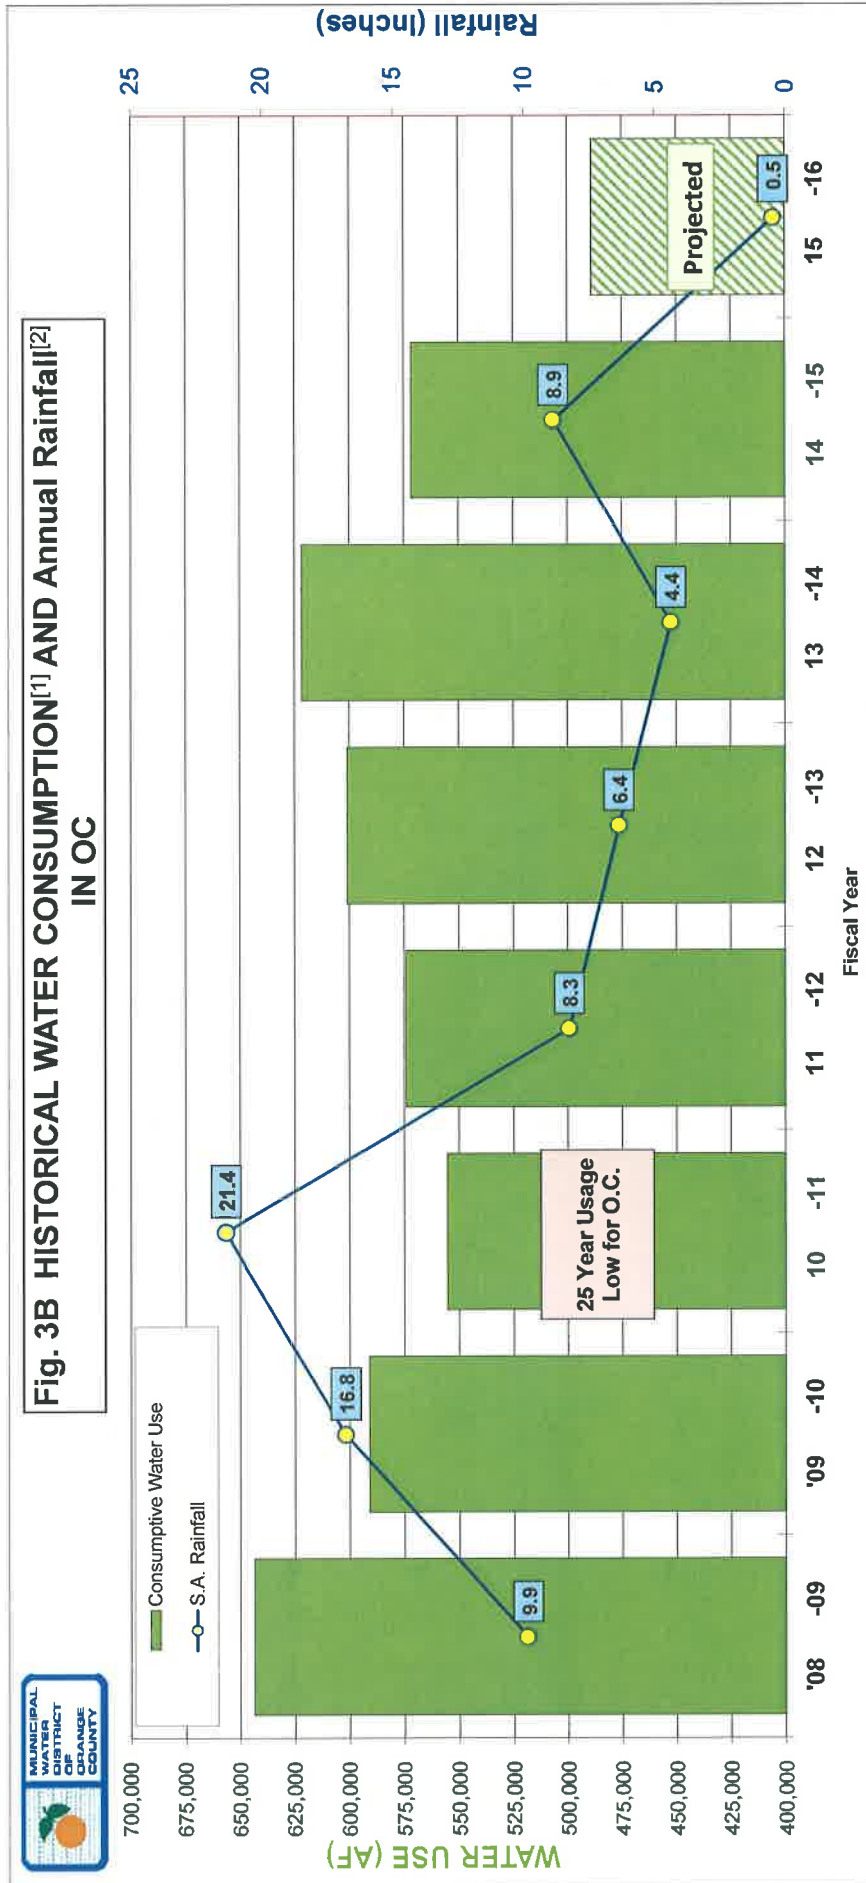 MUNICIPAL
WATER
DISTRICT
OF
ORANGE
COUNTY
Fig. 3B HISTORICAL WATER CONSUMPTION[1] AND Annual Rainfall[2]
IN OC
Consumptive Water Use
S.A. Rainfall
WATER USE (AF)
700,000
675,000
650,000
625,000
600,000
575,000
550,000
525,000
500,000
475,000
450,000
425,000
400,000
9.9
16.8
21.4
8.3
6.4
4.4
8.9
0.5
25 Year Usage
Low for O.C.
Projected
Rainfall (Inches)
25
20
15
10
5
0
'08 -09
'09 -10
10 -11
11 -12
12 -13
13 -14
14 -15
15 -16
Fiscal Year